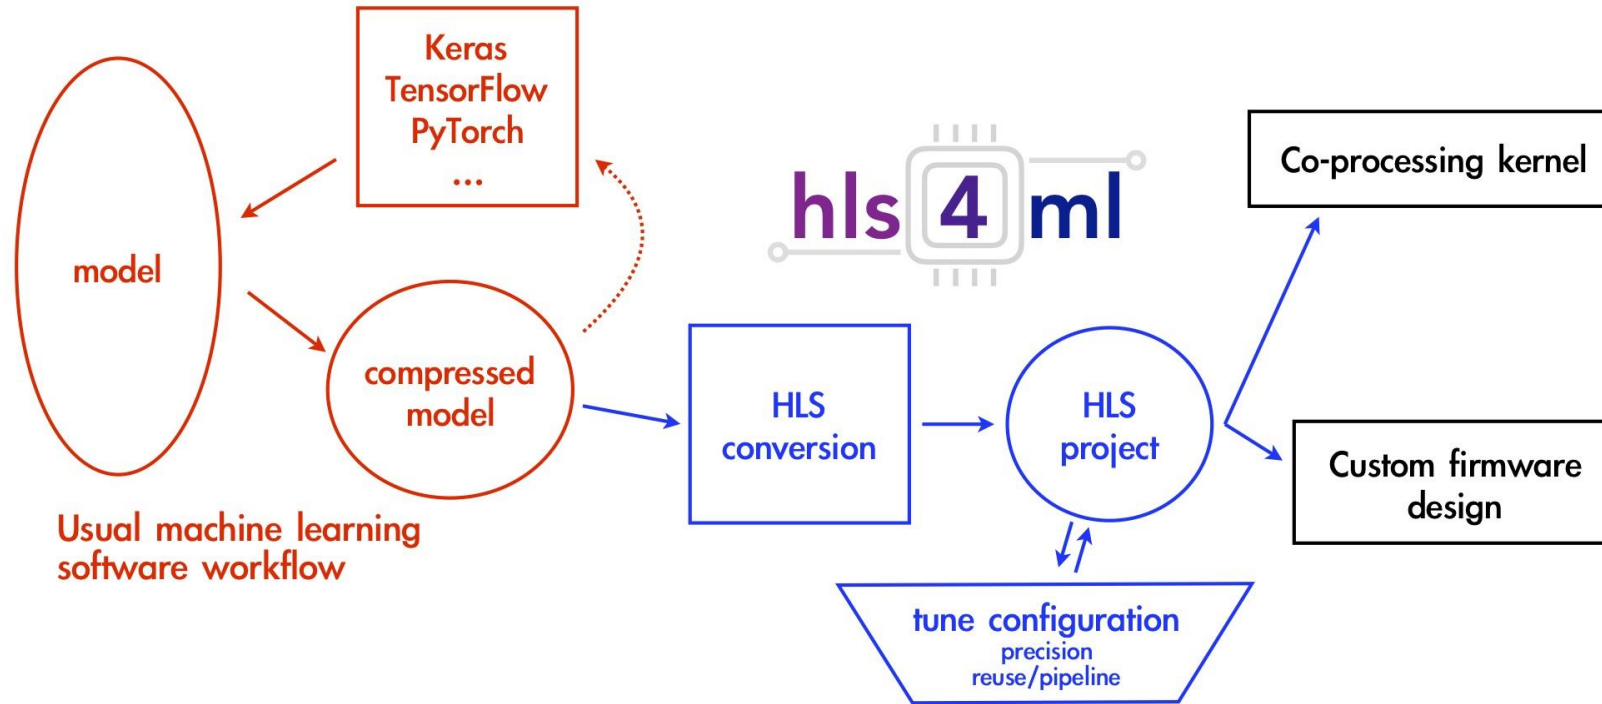 Keras
TensorFlow
PyTorch
...
model
compressed
model
Usual machine learning
software workflow
hls 4 ml
HLS
conversion
HLS
project
tune configuration
precision
reuse/pipeline
Co-processing kernel
Custom firmware
design